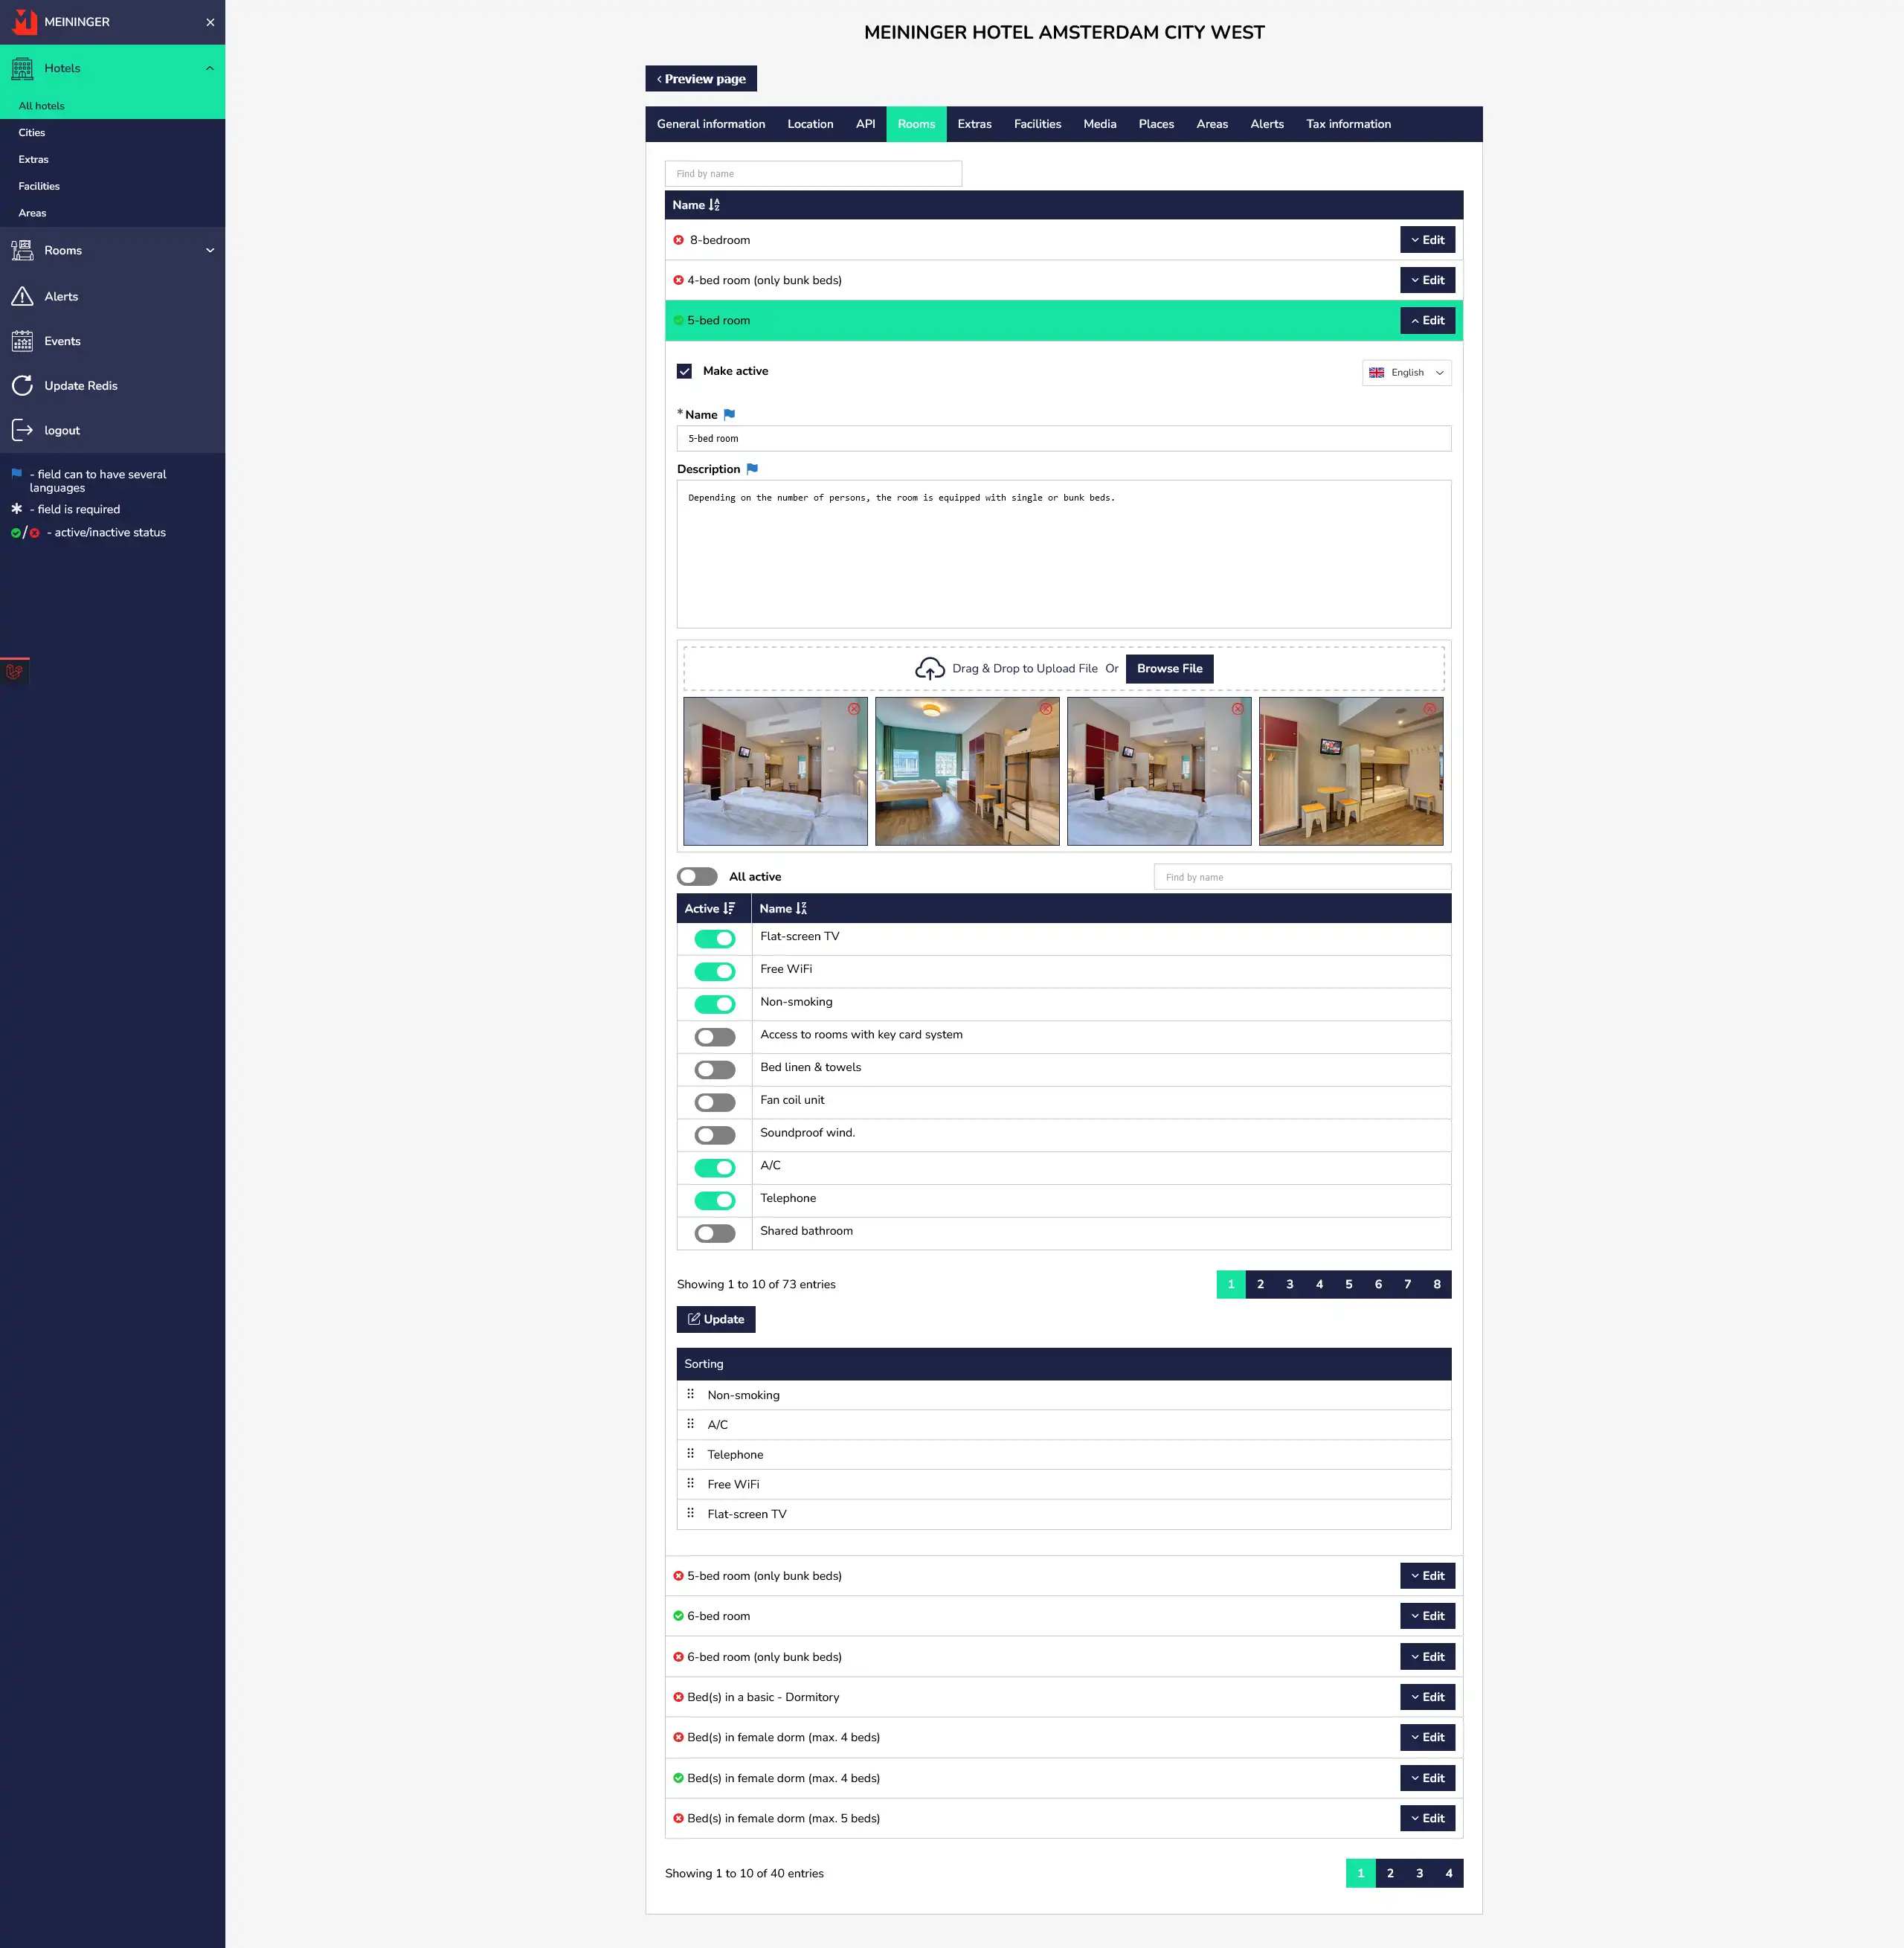 MEININGER
Hotels
All hotels
Cities
Extras
Facilities
Areas
Rooms
Alerts
Events
Update Redis
logout
- field can to have several
languages
* - field is required
/ - active/inactive status
MEININGER HOTEL AMSTERDAM CITY WEST
Preview page
General information Location API Rooms Extras Facilities Media Places Areas Alerts Tax information
Find by name
Name
8-bedroom Edit
4-bed room (only bunk beds) Edit
5-bed room Edit
Make active English
* Name
5-bed room
Description
Depending on the number of persons, the room is equipped with single or bunk beds.
Drag & Drop to Upload File Or Browse File
All active Find by name
Active Name
Flat-screen TV
Free WiFi
Non-smoking
Access to rooms with key card system
Bed linen & towels
Fan coil unit
Soundproof wind.
A/C
Telephone
Shared bathroom
Showing 1 to 10 of 73 entries 1 2 3 4 5 6 7 8
Update
Sorting
Non-smoking
A/C
Telephone
Free WiFi
Flat-screen TV
5-bed room (only bunk beds) Edit
6-bed room Edit
6-bed room (only bunk beds) Edit
Bed(s) in a basic - Dormitory Edit
Bed(s) in female dorm (max. 4 beds) Edit
Bed(s) in female dorm (max. 4 beds) Edit
Bed(s) in female dorm (max. 5 beds) Edit
Showing 1 to 10 of 40 entries 1 2 3 4